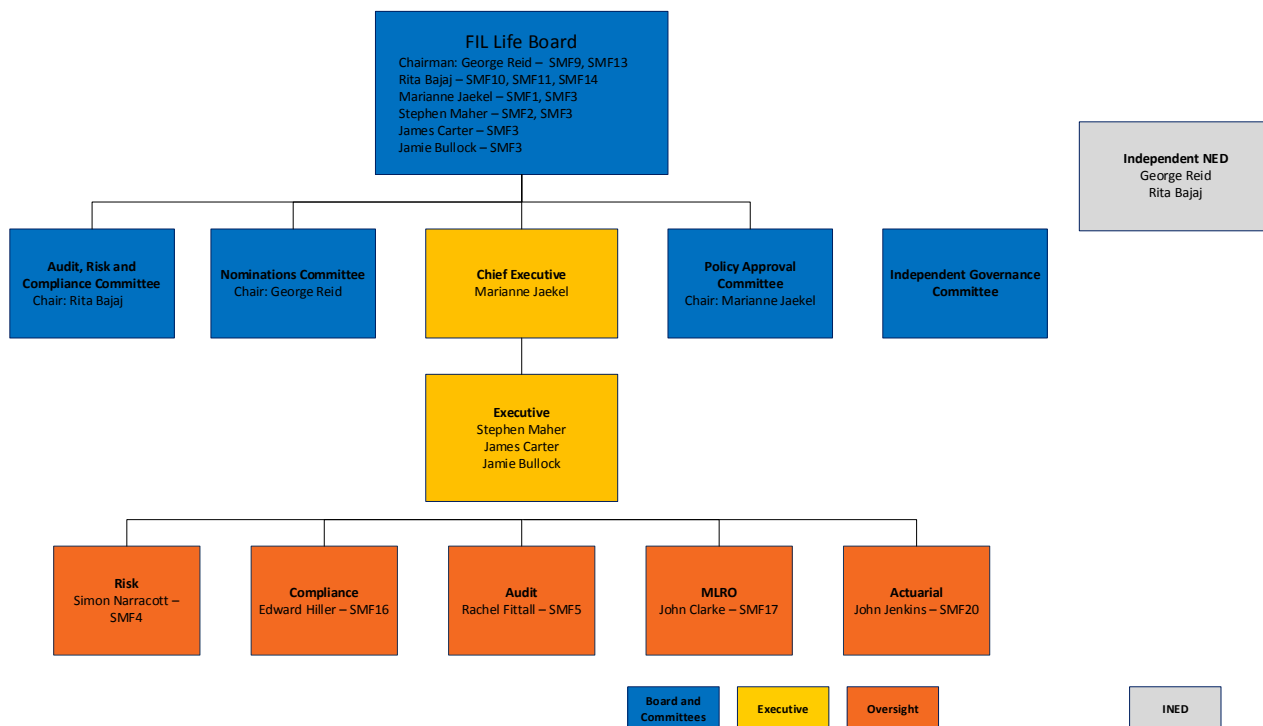 FIL Life Board
Chairman: George Reid – SMF9, SMF13
Rita Bajaj – SMF10, SMF11, SMF14
Marianne Jaekel – SMF1, SMF3
Stephen Maher – SMF2, SMF3
James Carter – SMF3
Jamie Bullock – SMF3
Independent NED
George Reid
Rita Bajaj
Audit, Risk and
Compliance Committee
Chair: Rita Bajaj
Nominations Committee
Chair: George Reid
Chief Executive
Marianne Jaekel
Policy Approval
Committee
Chair: Marianne Jaekel
Independent Governance
Committee
Executive
Stephen Maher
James Carter
Jamie Bullock
Risk
Simon Narracott –
SMF4
Compliance
Edward Hiller – SMF16
Audit
Rachel Fittall – SMF5
MLRO
John Clarke – SMF17
Actuarial
John Jenkins – SMF20
Board and
Committees
Executive
Oversight
INED